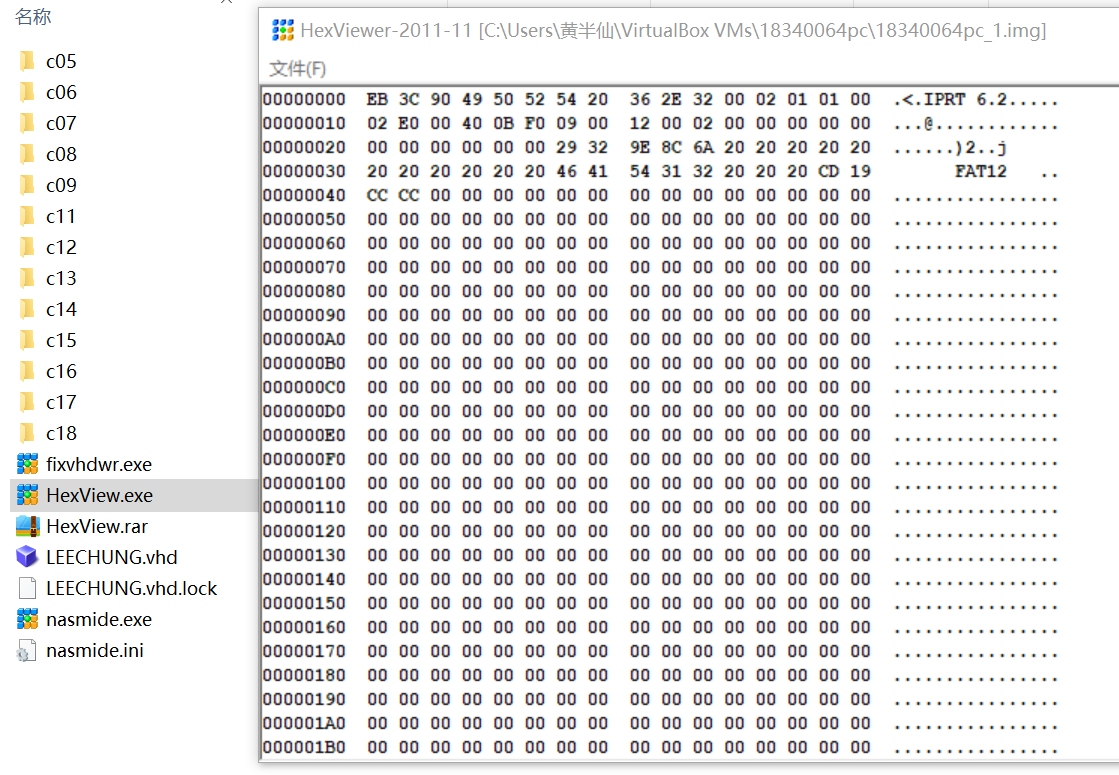 名称
c05
c06
c07
c08
c09
c11
c12
c13
c14
c15
c16
c17
c18
fixvhdwr.exe
HexView.exe
HexView.rar
LEECHUNG.vhd
LEECHUNG.vhd.lock
nasmide.exe
nasmide.ini
HexViewer-2011-11 [C:\Users\黄半仙\VirtualBox VMs\18340064pc\18340064pc_1.img]
文件(F)
00000000 EB 3C 90 49 50 52 54 20 36 2E 32 00 02 01 01 00 .<.IPRT 6.2.....
00000010 02 E0 00 40 0B F0 09 00 12 00 02 00 00 00 00 00 ...@............
00000020 00 00 00 00 00 00 29 32 9E 8C 6A 20 20 20 20 20 ......)2..j
00000030 20 20 20 20 20 20 46 41 54 31 32 20 20 20 CD 19 FAT12 ..
00000040 CC CC 00 00 00 00 00 00 00 00 00 00 00 00 00 00 ................
00000050 00 00 00 00 00 00 00 00 00 00 00 00 00 00 00 00 ................
00000060 00 00 00 00 00 00 00 00 00 00 00 00 00 00 00 00 ................
00000070 00 00 00 00 00 00 00 00 00 00 00 00 00 00 00 00 ................
00000080 00 00 00 00 00 00 00 00 00 00 00 00 00 00 00 00 ................
00000090 00 00 00 00 00 00 00 00 00 00 00 00 00 00 00 00 ................
000000A0 00 00 00 00 00 00 00 00 00 00 00 00 00 00 00 00 ................
000000B0 00 00 00 00 00 00 00 00 00 00 00 00 00 00 00 00 ................
000000C0 00 00 00 00 00 00 00 00 00 00 00 00 00 00 00 00 ................
000000D0 00 00 00 00 00 00 00 00 00 00 00 00 00 00 00 00 ................
000000E0 00 00 00 00 00 00 00 00 00 00 00 00 00 00 00 00 ................
000000F0 00 00 00 00 00 00 00 00 00 00 00 00 00 00 00 00 ................
00000100 00 00 00 00 00 00 00 00 00 00 00 00 00 00 00 00 ................
00000110 00 00 00 00 00 00 00 00 00 00 00 00 00 00 00 00 ................
00000120 00 00 00 00 00 00 00 00 00 00 00 00 00 00 00 00 ................
00000130 00 00 00 00 00 00 00 00 00 00 00 00 00 00 00 00 ................
00000140 00 00 00 00 00 00 00 00 00 00 00 00 00 00 00 00 ................
00000150 00 00 00 00 00 00 00 00 00 00 00 00 00 00 00 00 ................
00000160 00 00 00 00 00 00 00 00 00 00 00 00 00 00 00 00 ................
00000170 00 00 00 00 00 00 00 00 00 00 00 00 00 00 00 00 ................
00000180 00 00 00 00 00 00 00 00 00 00 00 00 00 00 00 00 ................
00000190 00 00 00 00 00 00 00 00 00 00 00 00 00 00 00 00 ................
000001A0 00 00 00 00 00 00 00 00 00 00 00 00 00 00 00 00 ................
000001B0 00 00 00 00 00 00 00 00 00 00 00 00 00 00 00 00 ................